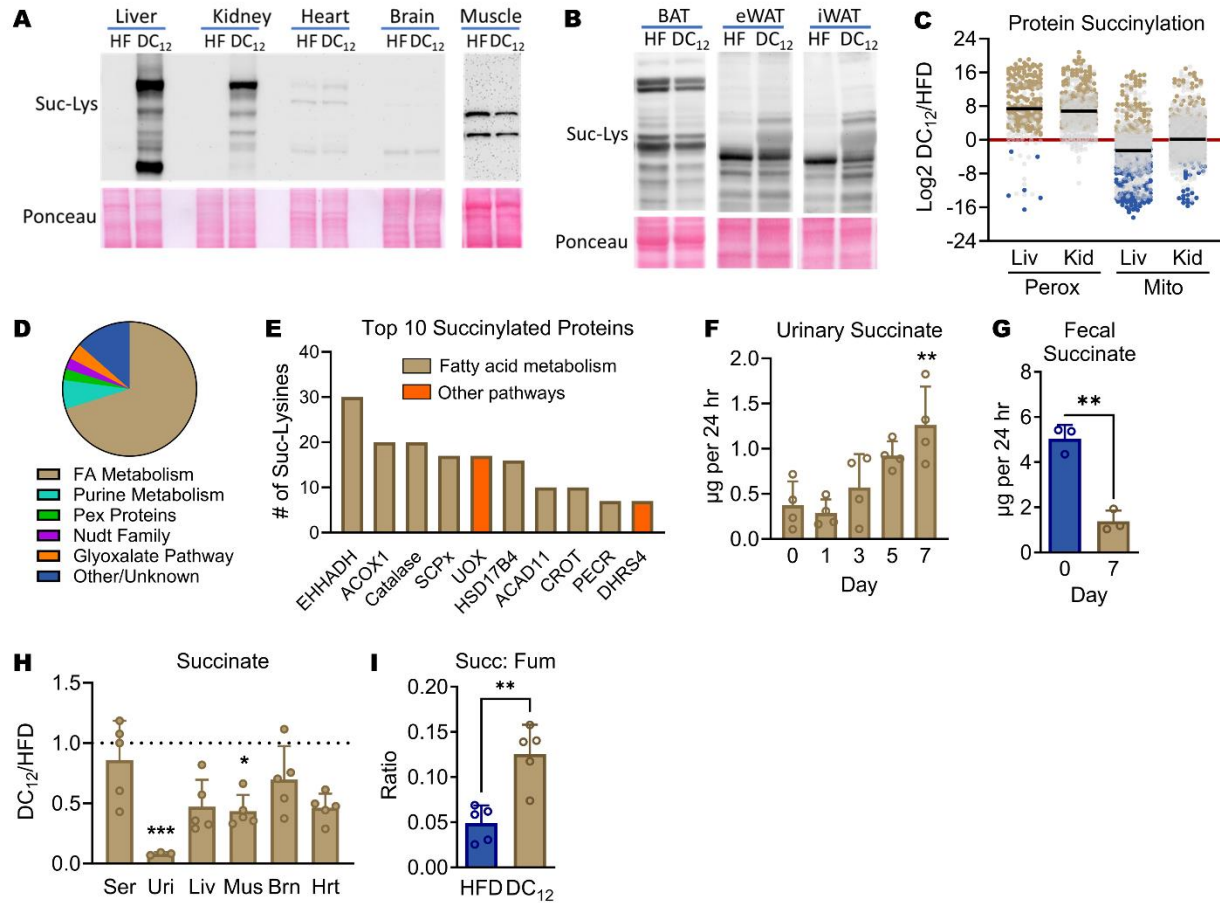 A
Liver Kidney Heart Brain Muscle
HF DC12 HF DC12 HF DC12 HF DC12 HF DC12
Suc-Lys
Ponceau
B
BAT eWAT iWAT
HF DC12 HF DC12 HF DC12
Suc-Lys
Ponceau
C
Protein Succinylation
Log2 DC12/HFD
24
16
8
0
-8
-16
-24
Liv Kid Liv Kid
Perox Mito
D
FA Metabolism
Purine Metabolism
Pex Proteins
Nudt Family
Glyoxalate Pathway
Other/Unknown
E
Top 10 Succinylated Proteins
Fatty acid metabolism
Other pathways
# of Suc-Lysines
40
30
20
10
0
EHHADH ACOX1 Catalase SCPx UOX HSD17B4 ACAD11 CROT PECR DHRS4
F
Urinary Succinate
µg per 24 hr
2.0
1.5
1.0
0.5
0.0
**
0 1 3 5 7
Day
G
Fecal
Succinate
µg per 24 hr
8
6
4
2
0
**
0 7
Day
H
Succinate
DC12/HFD
1.5
1.0
0.5
0.0
*
***
Ser Uri Liv Mus Brn Hrt
I
Succ: Fum
Ratio
0.20
0.15
0.10
0.05
0.00
**
HFD DC12